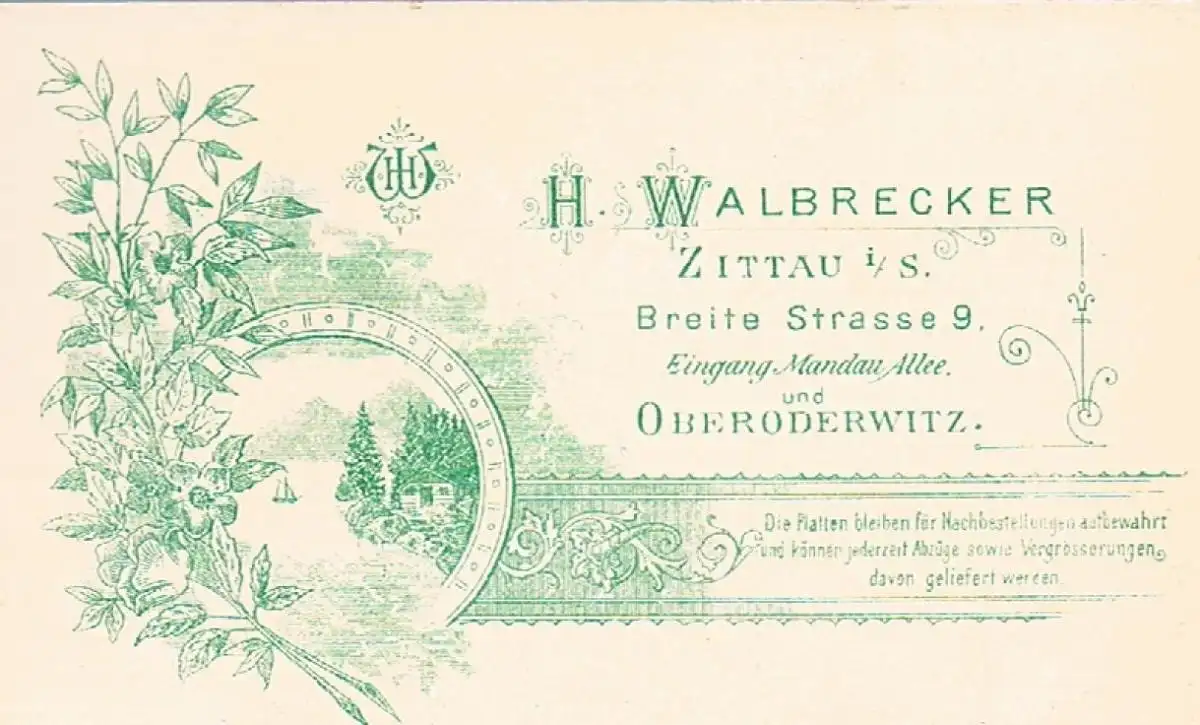 HW
H. WALBRECKER
ZITTAU i/S.
Breite Strasse 9.
Eingang Mandau Allee.
und
OBERODERWITZ.
Die Platten bleiben für Nachbestellungen aufbewahrt
und können jederzeit Abzüge sowie Vergrösserungen
davon geliefert werden.